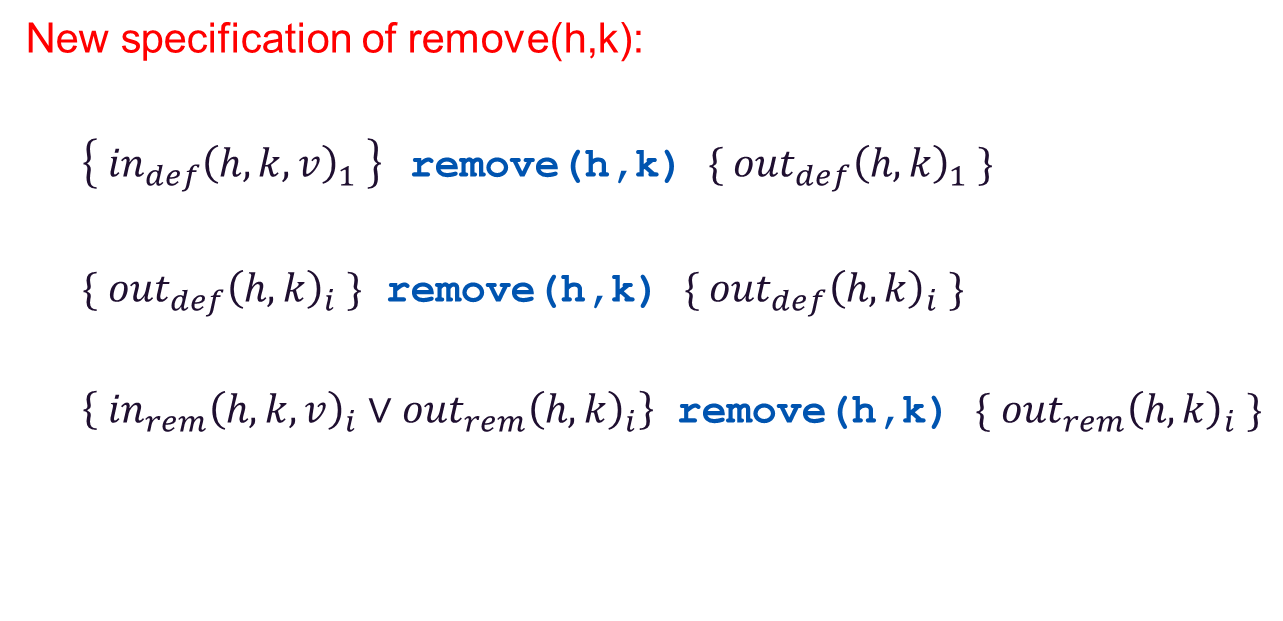 New specification of remove(h,k):
{ in_def(h, k, v)_1 } remove(h,k) { out_def(h, k)_1 }
{ out_def(h, k)_i } remove(h,k) { out_def(h, k)_i }
{ in_rem(h, k, v)_i ∨ out_rem(h, k)_i} remove(h,k) { out_rem(h, k)_i }